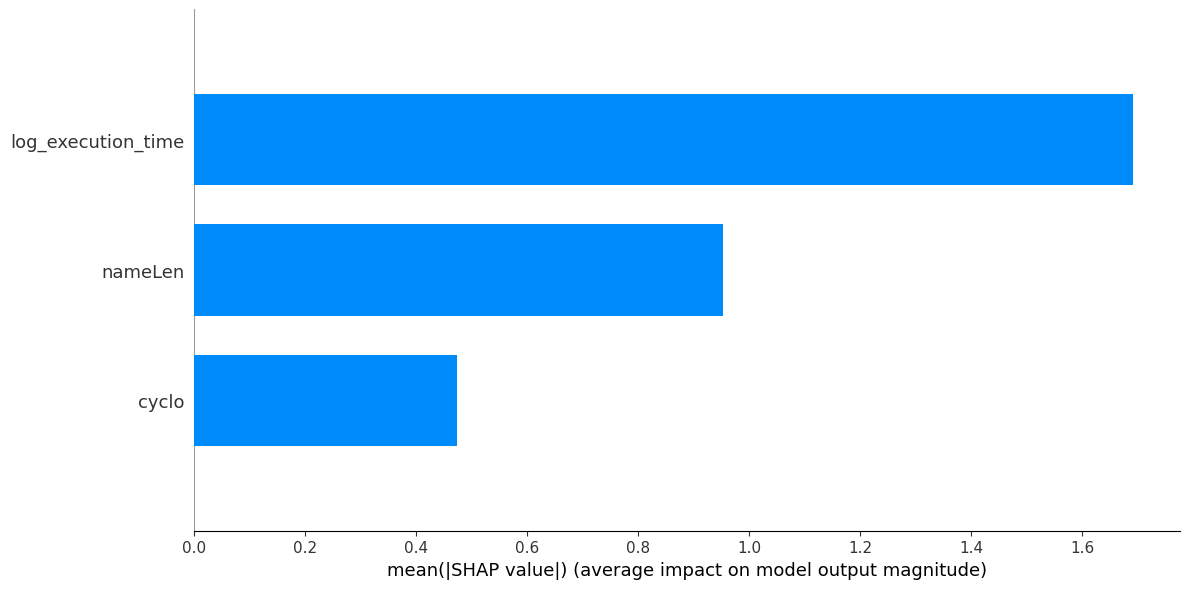 log_execution_time
nameLen
cyclo
0.0 0.2 0.4 0.6 0.8 1.0 1.2 1.4 1.6
mean(|SHAP value|) (average impact on model output magnitude)